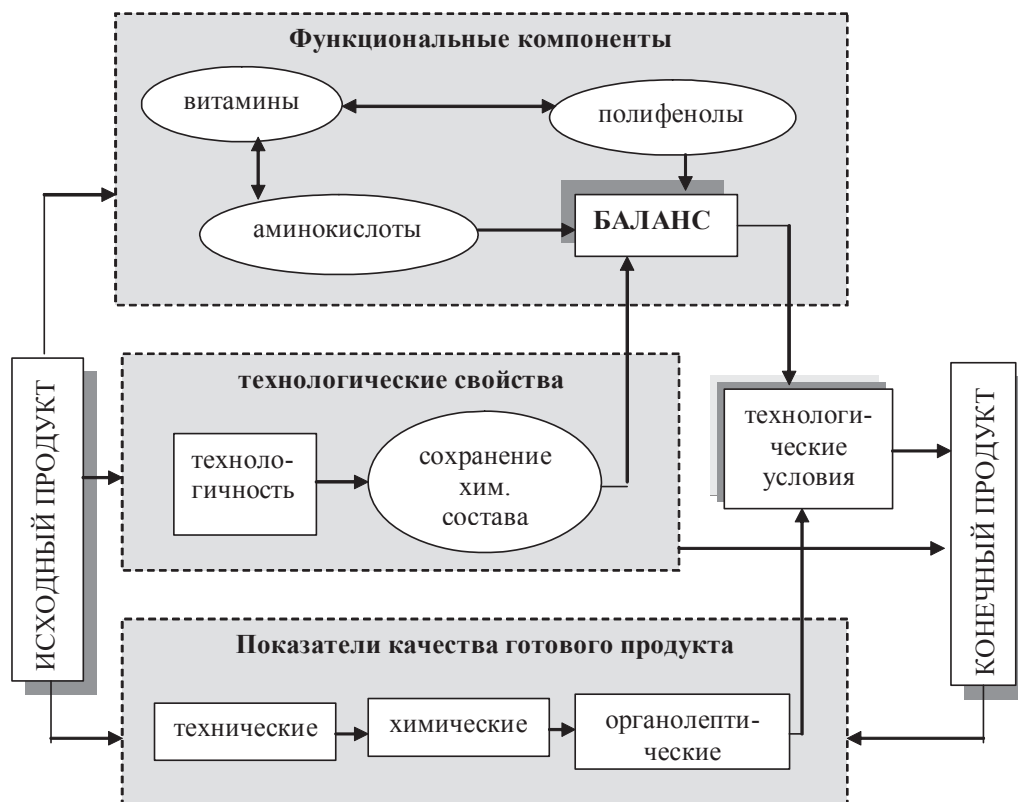 Функциональные компоненты
витамины
полифенолы
аминокислоты
БАЛАНС
ИСХОДНЫЙ ПРОДУКТ
технологические свойства
техноло-
гичность
сохранение
хим.
состава
технологи-
ческие
условия
КОНЕЧНЫЙ ПРОДУКТ
Показатели качества готового продукта
технические
химические
органолепти-
ческие